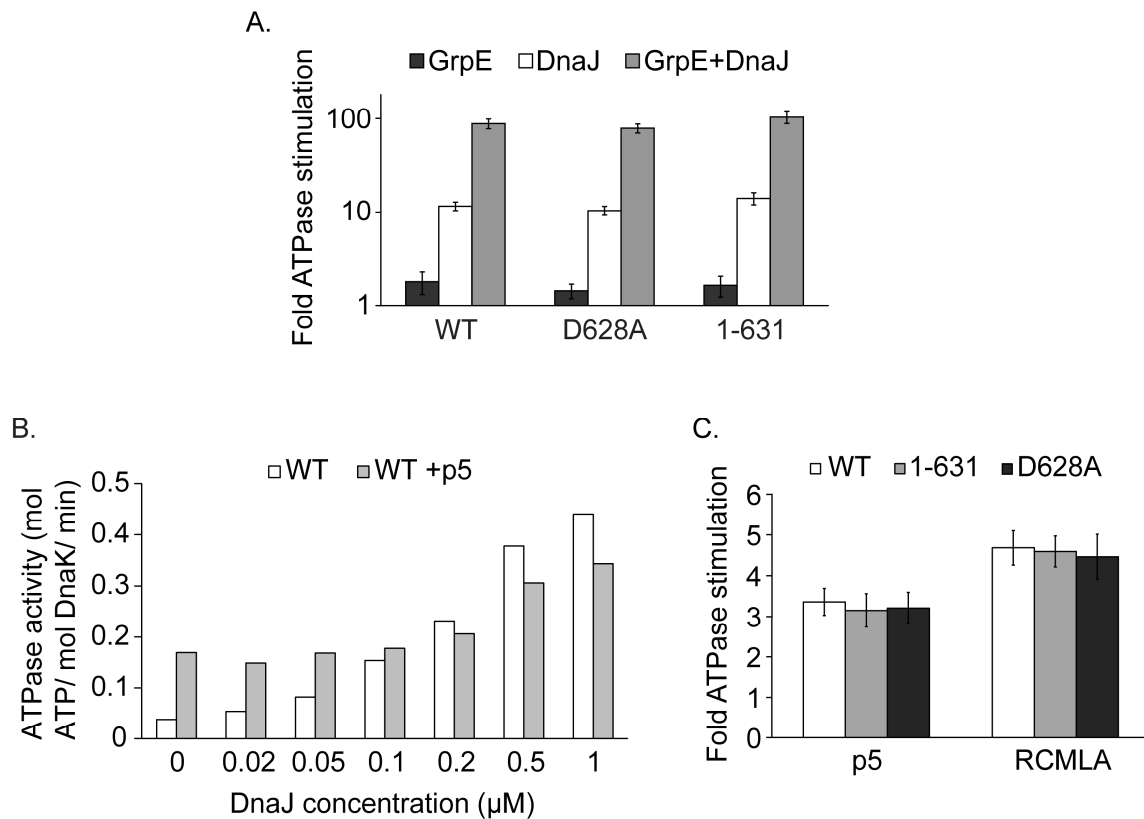 A.
GrpE DnaJ GrpE+DnaJ
Fold ATPase stimulation
100
10
1
WT D628A 1-631
B.
WT WT +p5
ATPase activity (mol
ATP/ mol DnaK/ min)
0.5
0.4
0.3
0.2
0.1
0
0 0.02 0.05 0.1 0.2 0.5 1
DnaJ concentration (µM)
C.
WT 1-631 D628A
Fold ATPase stimulation
6
5
4
3
2
1
0
p5 RCMLA